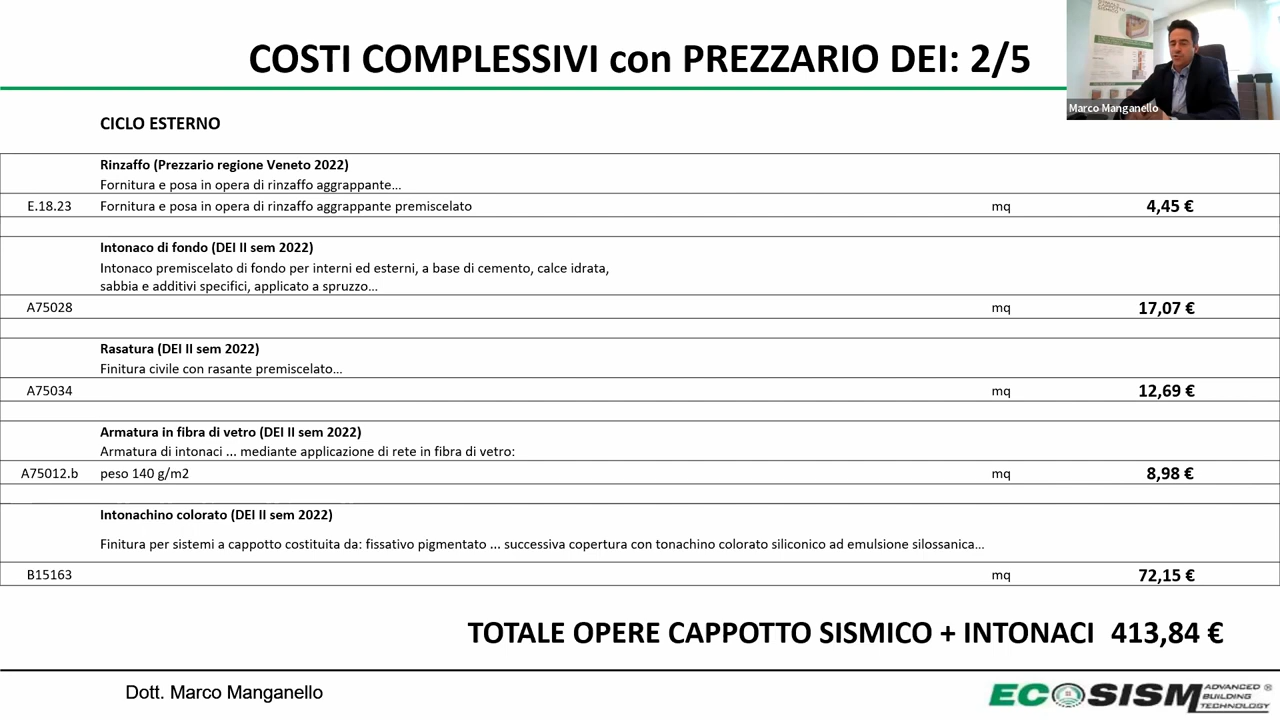 COSTI COMPLESSIVI con PREZZARIO DEI: 2/5
Marco Manganello
CICLO ESTERNO
Rinzaffo (Prezzario regione Veneto 2022)
Fornitura e posa in opera di rinzaffo aggrappante...
E.18.23 Fornitura e posa in opera di rinzaffo aggrappante premiscelato mq 4,45 €
Intonaco di fondo (DEI II sem 2022)
Intonaco premiscelato di fondo per interni ed esterni, a base di cemento, calce idrata,
sabbia e additivi specifici, applicato a spruzzo...
A75028 mq 17,07 €
Rasatura (DEI II sem 2022)
Finitura civile con rasante premiscelato...
A75034 mq 12,69 €
Armatura in fibra di vetro (DEI II sem 2022)
Armatura di intonaci ... mediante applicazione di rete in fibra di vetro:
A75012.b peso 140 g/m2 mq 8,98 €
Intonachino colorato (DEI II sem 2022)
Finitura per sistemi a cappotto costituita da: fissativo pigmentato ... successiva copertura con tonachino colorato siliconico ad emulsione silossanica...
B15163 mq 72,15 €
TOTALE OPERE CAPPOTTO SISMICO + INTONACI 413,84 €
Dott. Marco Manganello
ECOSISM ADVANCED ®
BUILDING
TECHNOLOGY